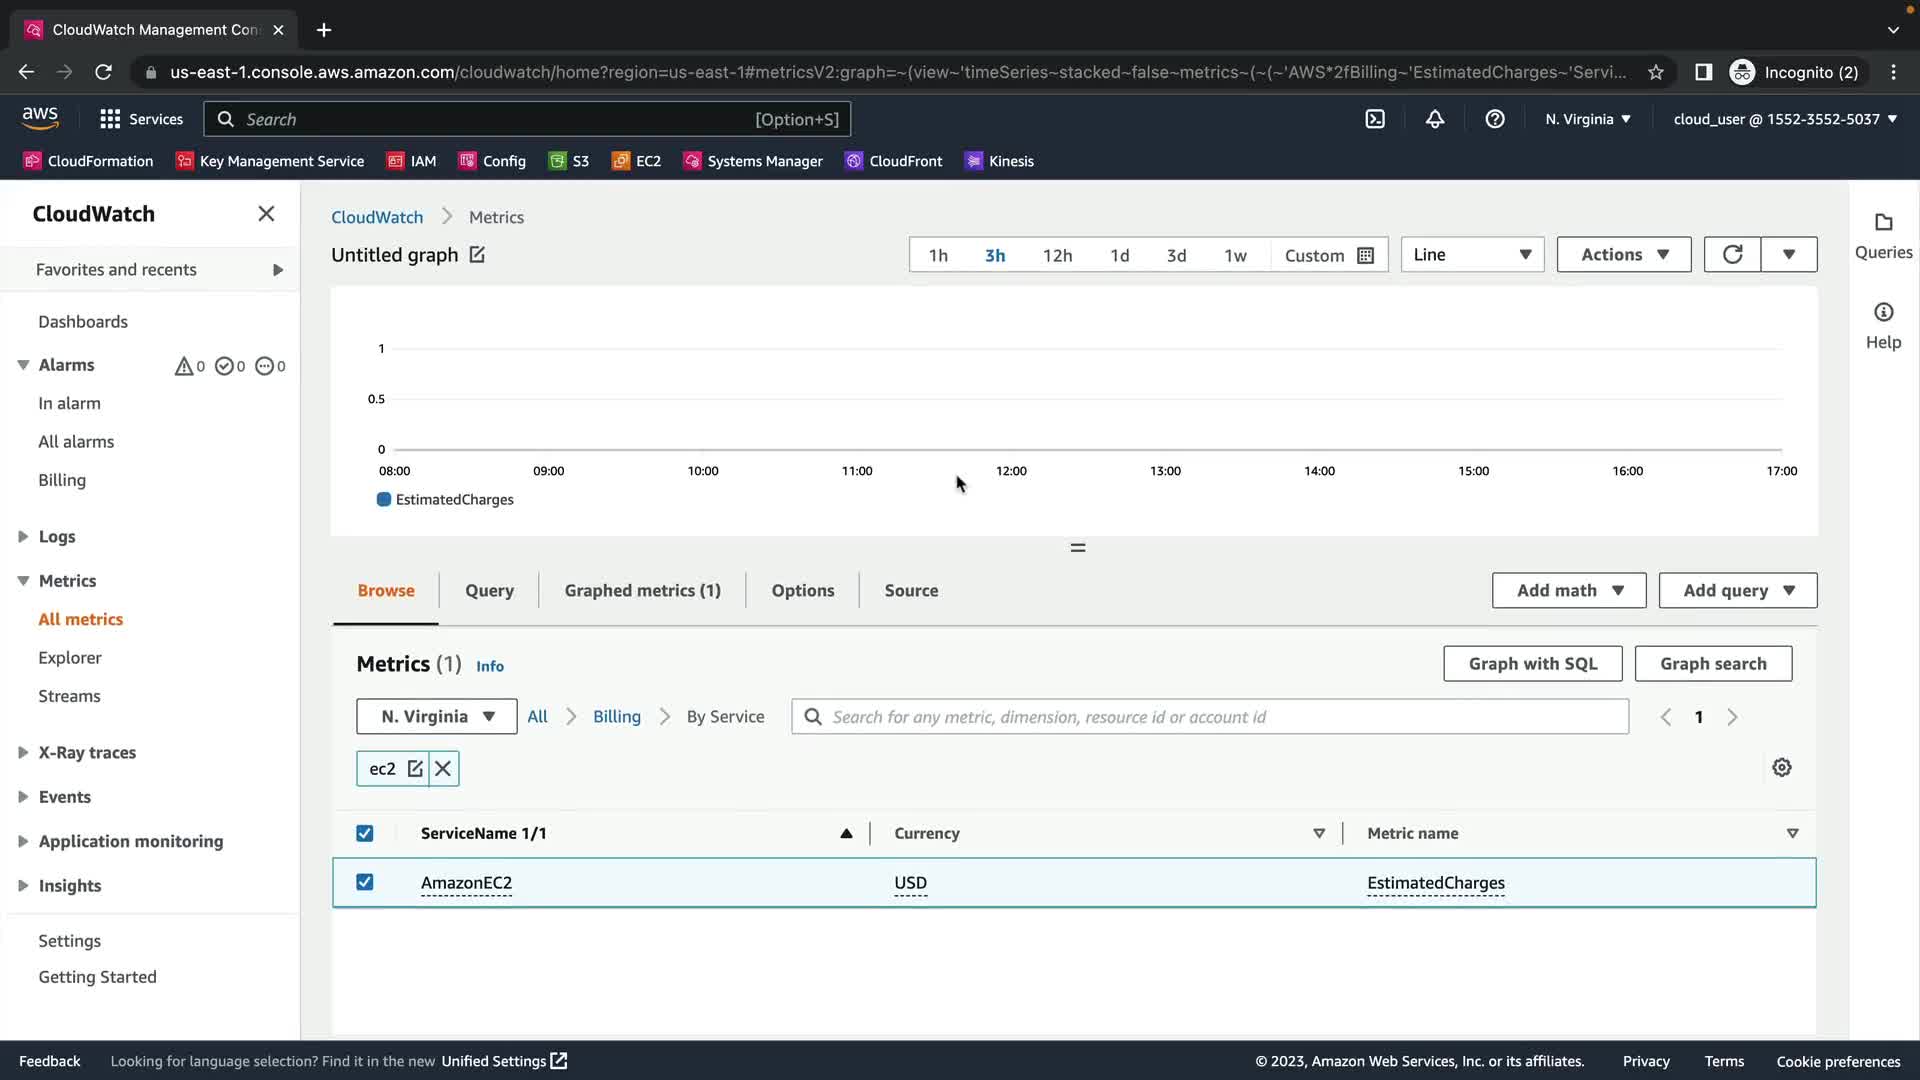 CloudWatch Management Con
us-east-1.console.aws.amazon.com/cloudwatch/home?region=us-east-1#metricsV2:graph=~(view~'timeSeries~stacked~false~metrics~(~(~'AWS*2fBilling~'EstimatedCharges~'Servi...
Incognito (2)
aws
Services
Search
[Option+S]
N. Virginia
cloud_user @ 1552-3552-5037
CloudFormation
Key Management Service
IAM
Config
S3
EC2
Systems Manager
CloudFront
Kinesis
CloudWatch
Favorites and recents
Dashboards
Alarms
0
0
0
In alarm
All alarms
Billing
Logs
Metrics
All metrics
Explorer
Streams
X-Ray traces
Events
Application monitoring
Insights
Settings
Getting Started
CloudWatch
Metrics
Untitled graph
1h
3h
12h
1d
3d
1w
Custom
Line
Actions
Queries
Help
1
0.5
0
08:00
09:00
10:00
11:00
12:00
13:00
14:00
15:00
16:00
17:00
EstimatedCharges
Browse
Query
Graphed metrics (1)
Options
Source
Add math
Add query
Metrics (1)
Info
Graph with SQL
Graph search
N. Virginia
All
Billing
By Service
Search for any metric, dimension, resource id or account id
1
ec2
ServiceName 1/1
Currency
Metric name
AmazonEC2
USD
EstimatedCharges
Feedback
Looking for language selection? Find it in the new Unified Settings
© 2023, Amazon Web Services, Inc. or its affiliates.
Privacy
Terms
Cookie preferences